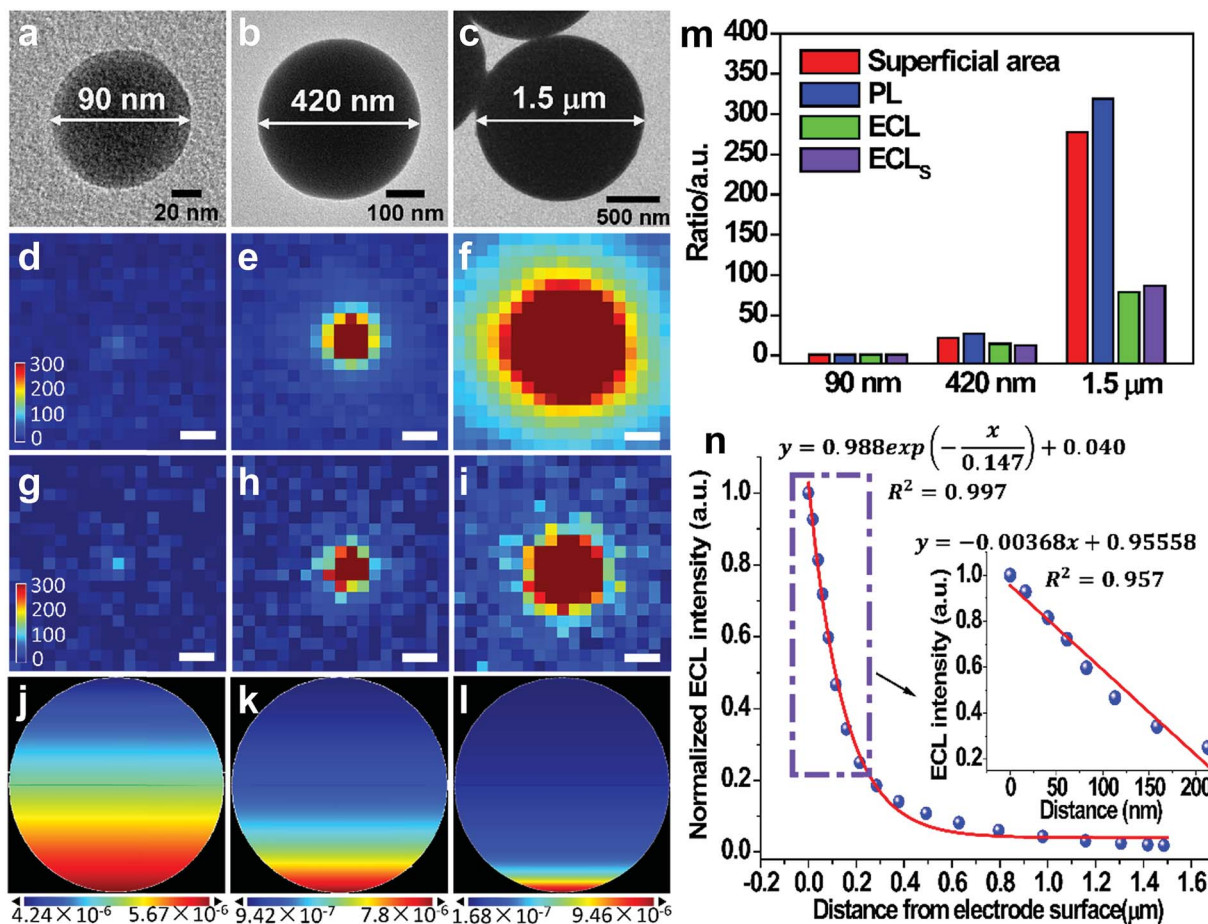 a
90 nm
20 nm
b
420 nm
100 nm
c
1.5 μm
500 nm
d
300
200
100
0
e
f
g
300
200
100
0
h
i
j
4.24 × 10⁻⁶ 5.67 × 10⁻⁶
k
9.42 × 10⁻⁷ 7.8 × 10⁻⁶
l
1.68 × 10⁻⁷ 9.46 × 10⁻⁶
m
Ratio/a.u.
400
350
300
250
200
150
100
50
0
Superficial area
PL
ECL
ECLS
90 nm 420 nm 1.5 μm
n
y = 0.988exp(−x/0.147) + 0.040
R² = 0.997
Normalized ECL intensity (a.u.)
1.0
0.8
0.6
0.4
0.2
0.0
-0.2 0.0 0.2 0.4 0.6 0.8 1.0 1.2 1.4 1.6
Distance from electrode surface(μm)
y = −0.00368x + 0.95558
R² = 0.957
ECL intensity (a.u.)
1.0
0.8
0.6
0.4
0.2
0 50 100 150 200
Distance (nm)